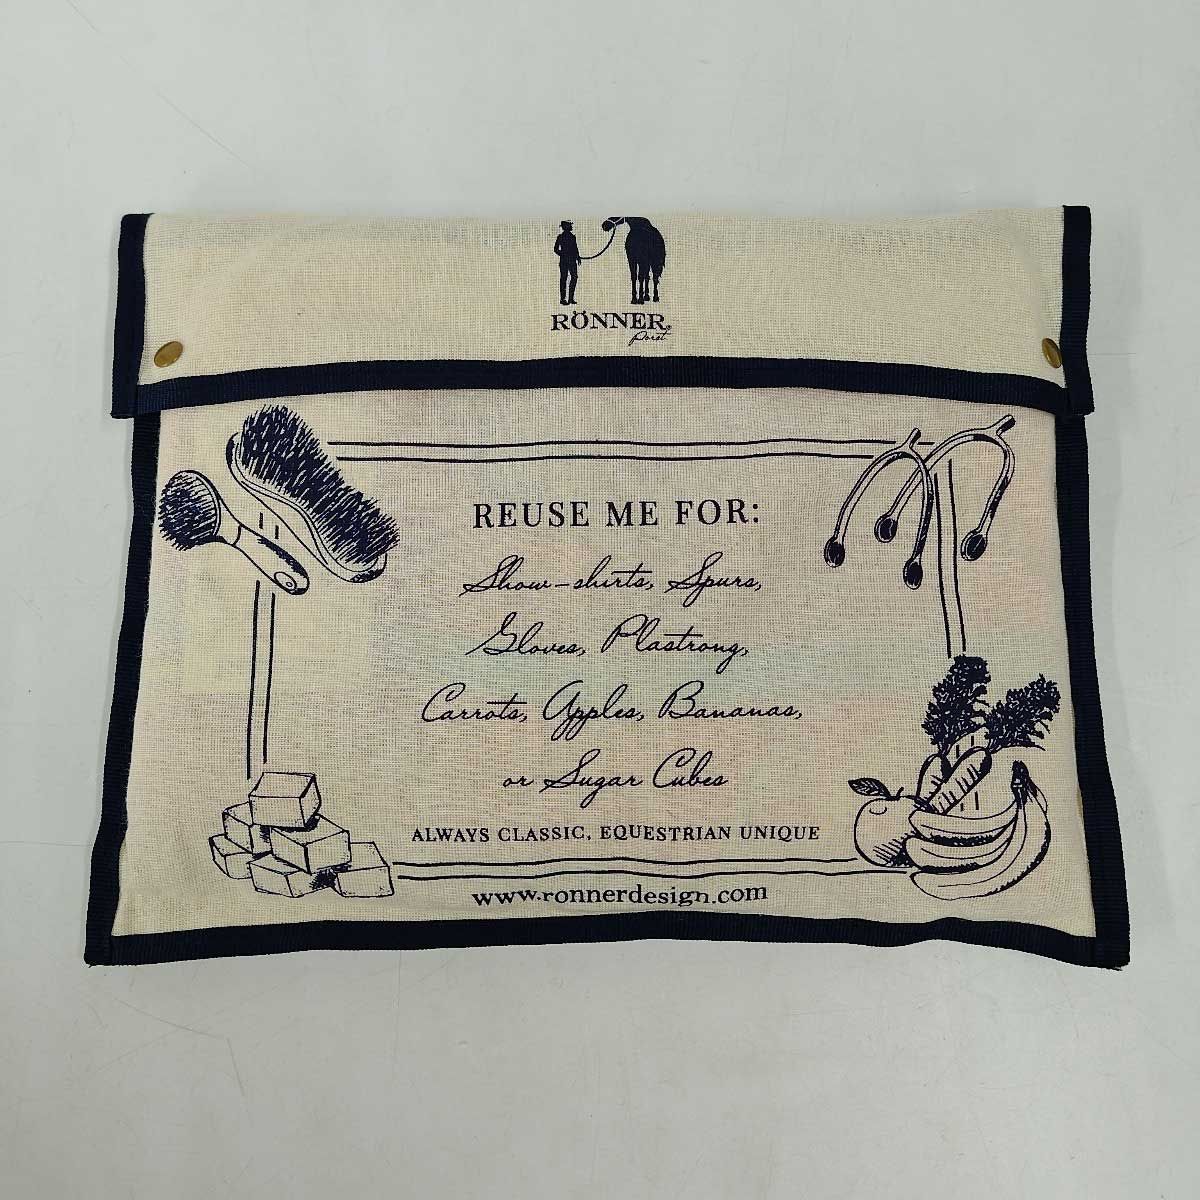 RÖNNER®
Poret
REUSE ME FOR:
Show-shirts, Spurs,
Gloves, Plastrong,
Carrots, Apples, Bananas,
or Sugar Cubes
ALWAYS CLASSIC, EQUESTRIAN UNIQUE
www.ronnerdesign.com